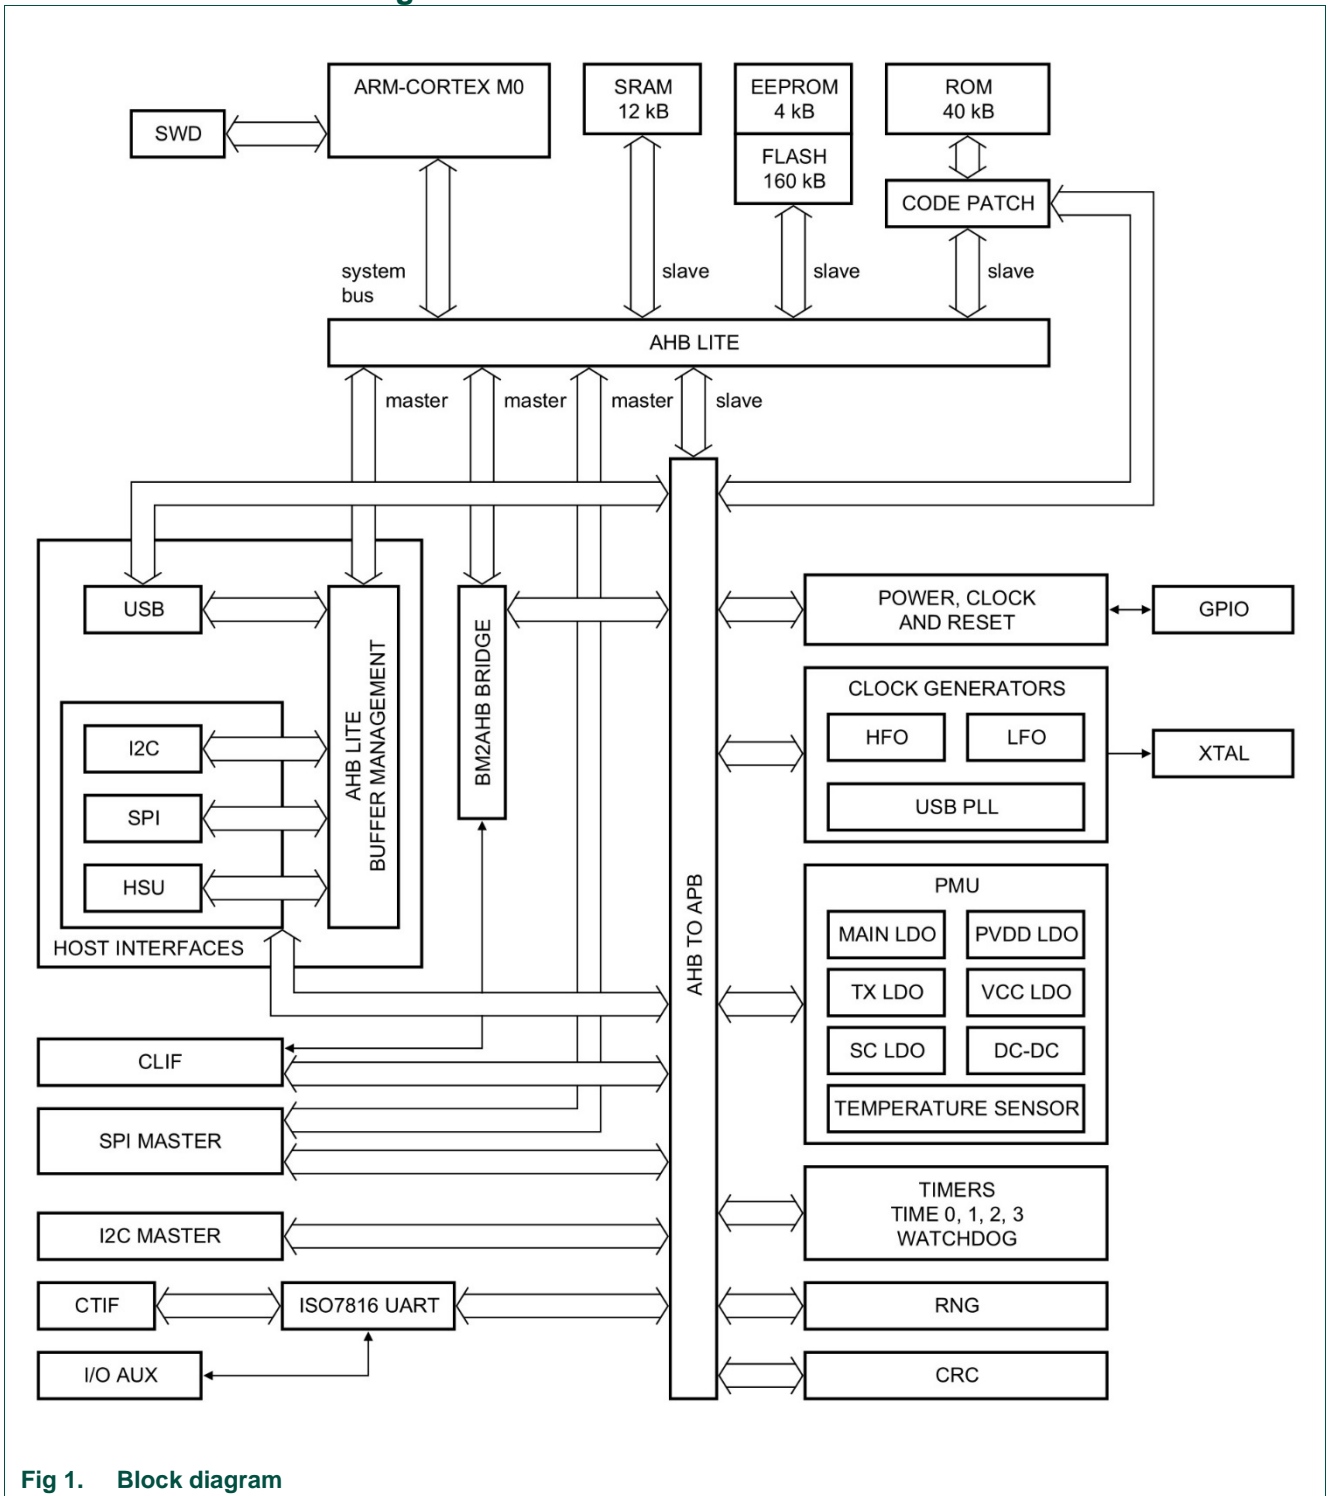 ARM-CORTEX M0
SRAM
12 kB
EEPROM
4 kB
ROM
40 kB
SWD
FLASH
160 kB
CODE PATCH
system
bus
slave
slave
slave
AHB LITE
master
master
master
slave
USB
AHB LITE
BUFFER MANAGEMENT
BM2AHB BRIDGE
POWER, CLOCK
AND RESET
GPIO
I2C
SPI
HSU
HOST INTERFACES
CLOCK GENERATORS
HFO
LFO
USB PLL
XTAL
AHB TO APB
PMU
MAIN LDO
PVDD LDO
TX LDO
VCC LDO
SC LDO
DC-DC
TEMPERATURE SENSOR
CLIF
SPI MASTER
I2C MASTER
TIMERS
TIME 0, 1, 2, 3
WATCHDOG
CTIF
ISO7816 UART
RNG
I/O AUX
CRC
Fig 1. Block diagram